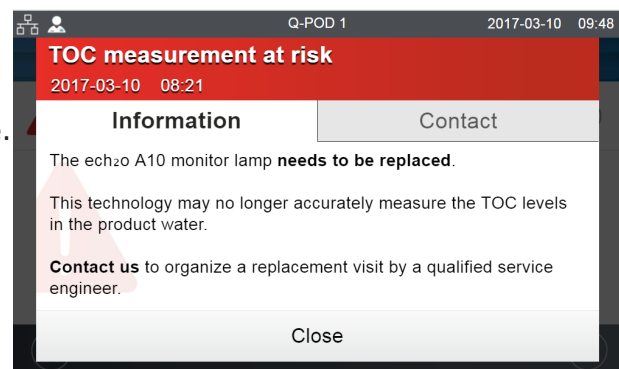 Q-POD 1 2017-03-10 09:48
TOC measurement at risk
2017-03-10 08:21
Information Contact
The ech₂o A10 monitor lamp needs to be replaced.
This technology may no longer accurately measure the TOC levels
in the product water.
Contact us to organize a replacement visit by a qualified service
engineer.
Close